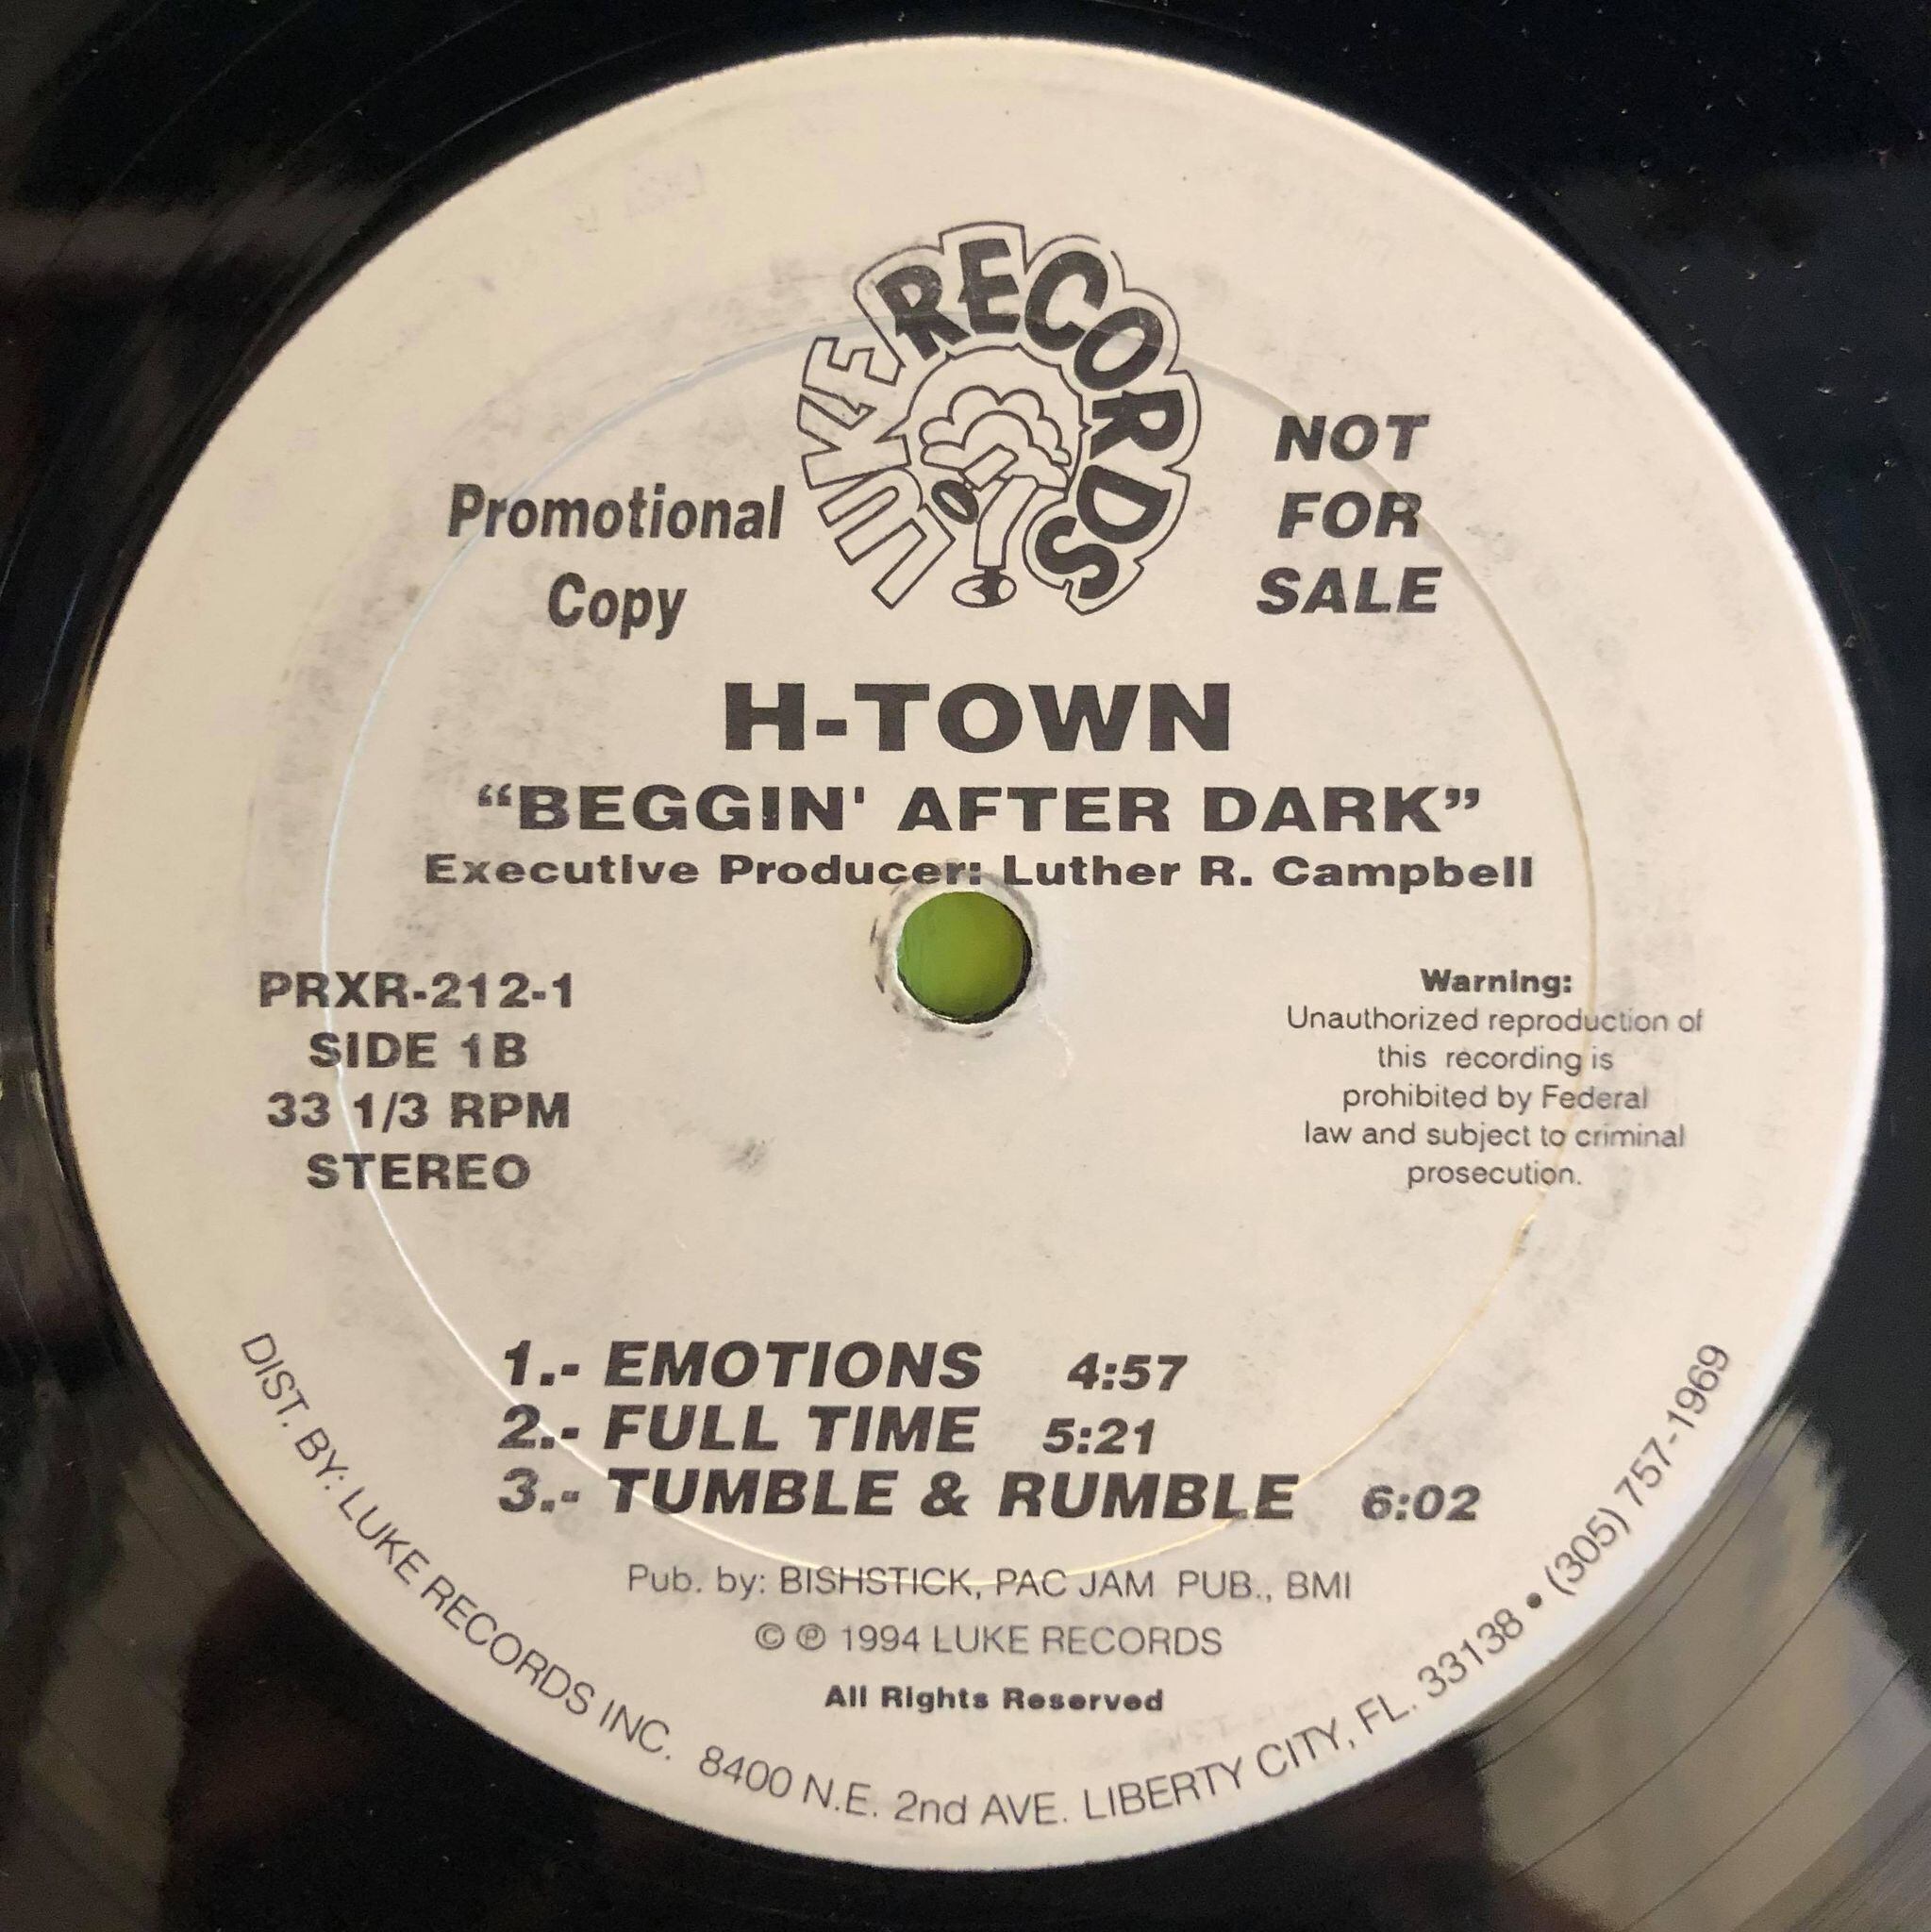 LUKE RECORDS
Promotional
Copy
NOT
FOR
SALE
H-TOWN
“BEGGIN' AFTER DARK”
Executive Producer: Luther R. Campbell
PRXR-212-1
SIDE 1B
33 1/3 RPM
STEREO
Warning:
Unauthorized reproduction of
this recording is
prohibited by Federal
law and subject to criminal
prosecution.
1.- EMOTIONS 4:57
2.- FULL TIME 5:21
3.- TUMBLE & RUMBLE 6:02
Pub. by: BISHSTICK, PAC JAM PUB., BMI
© ℗ 1994 LUKE RECORDS
All Rights Reserved
DIST. BY: LUKE RECORDS INC. 8400 N.E. 2nd AVE. LIBERTY CITY, FL. 33138 • (305) 757-1969